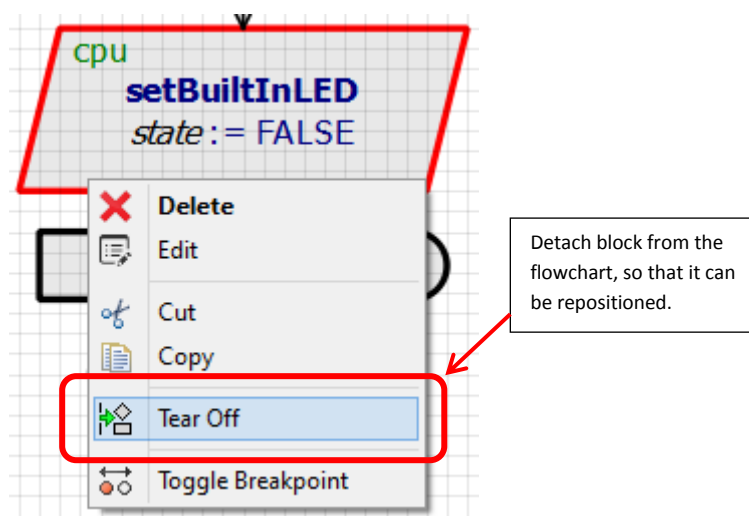 cpu
setBuiltInLED
state := FALSE
Delete
Edit
Cut
Copy
Tear Off
Toggle Breakpoint
Detach block from the
flowchart, so that it can
be repositioned.